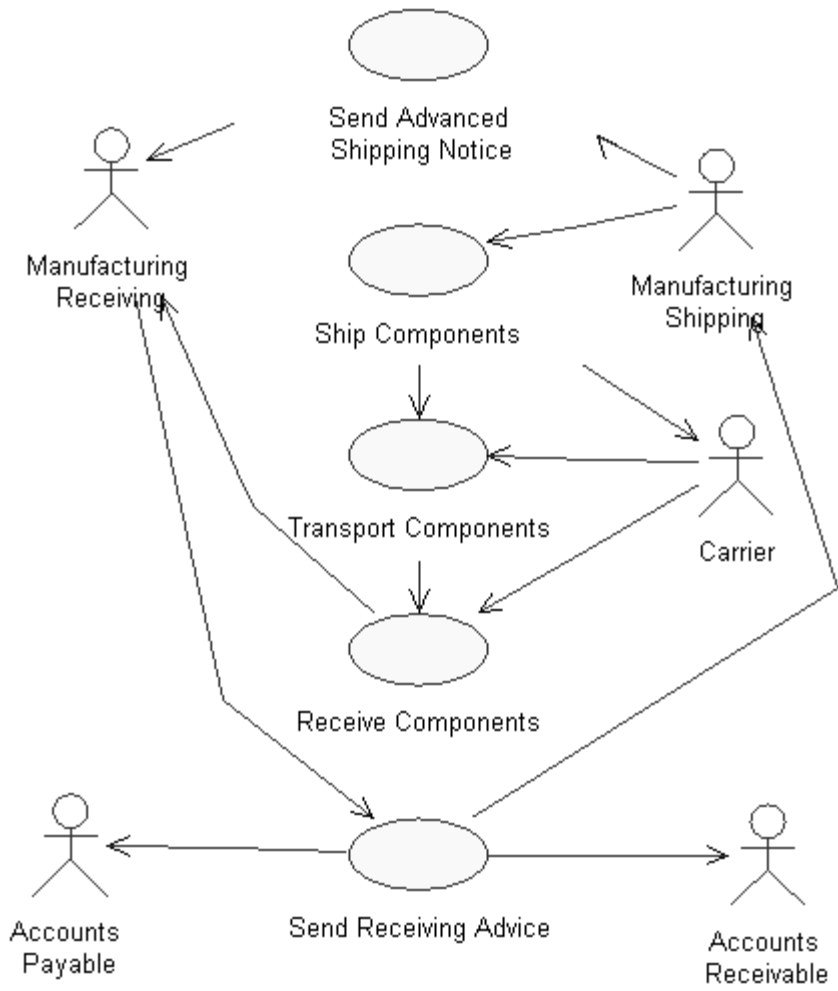 Send Advanced
Shipping Notice
Manufacturing
Receiving
Manufacturing
Shipping
Ship Components
Transport Components
Carrier
Receive Components
Send Receiving Advice
Accounts
Payable
Accounts
Receivable